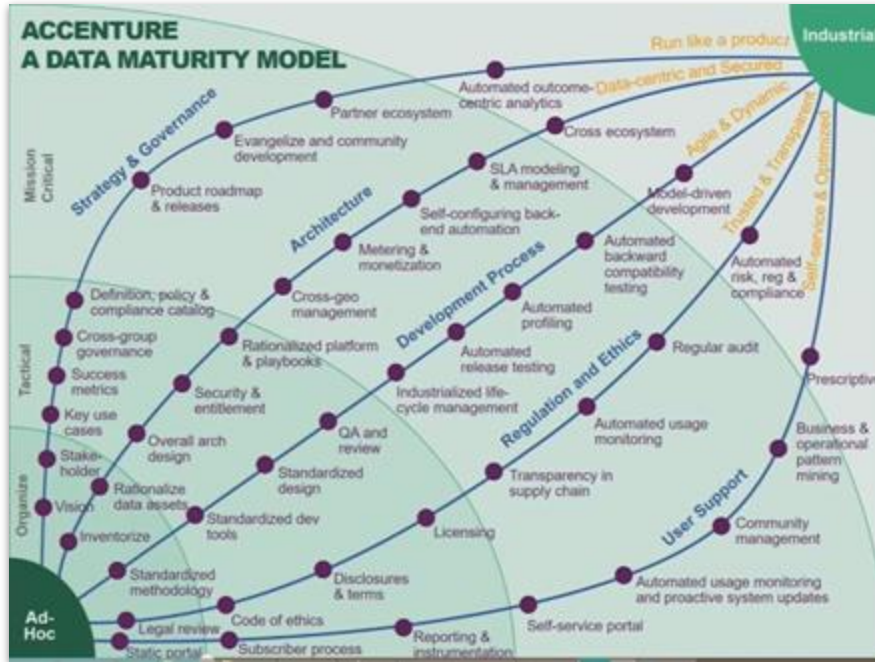 ACCENTURE
A DATA MATURITY MODEL
Industrial
Run like a product
Data-centric and Secured
Agile & Dynamic
Trusted & Transparent
Self-service & Optimized
Mission
Critical
Tactical
Organize
Ad-
Hoc
Strategy & Governance
Automated outcome-
centric analytics
Partner ecosystem
Evangelize and community
development
Product roadmap
& releases
Definition, policy &
compliance catalog
Cross-group
governance
Success
metrics
Key use
cases
Stake-
holder
Vision
Architecture
Cross ecosystem
SLA modeling
& management
Self-configuring back-
end automation
Metering &
monetization
Cross-geo
management
Rationalized platform
& playbooks
Security &
entitlement
Overall arch
design
Rationalize
data assets
Inventorize
Development Process
Model-driven
development
Automated
backward
compatibility
testing
Automated
profiling
Automated
release testing
Industrialized life-
cycle management
QA and
review
Standardized
design
Standardized dev
tools
Standardized
methodology
Regulation and Ethics
Automated
risk, reg &
compliance
Regular audit
Automated usage
monitoring
Transparency in
supply chain
Licensing
Disclosures
& terms
Code of ethics
Legal review
User Support
Prescriptive
Business &
operational
pattern
mining
Community
management
Automated usage monitoring
and proactive system updates
Self-service portal
Reporting &
instrumentation
Subscriber process
Static portal